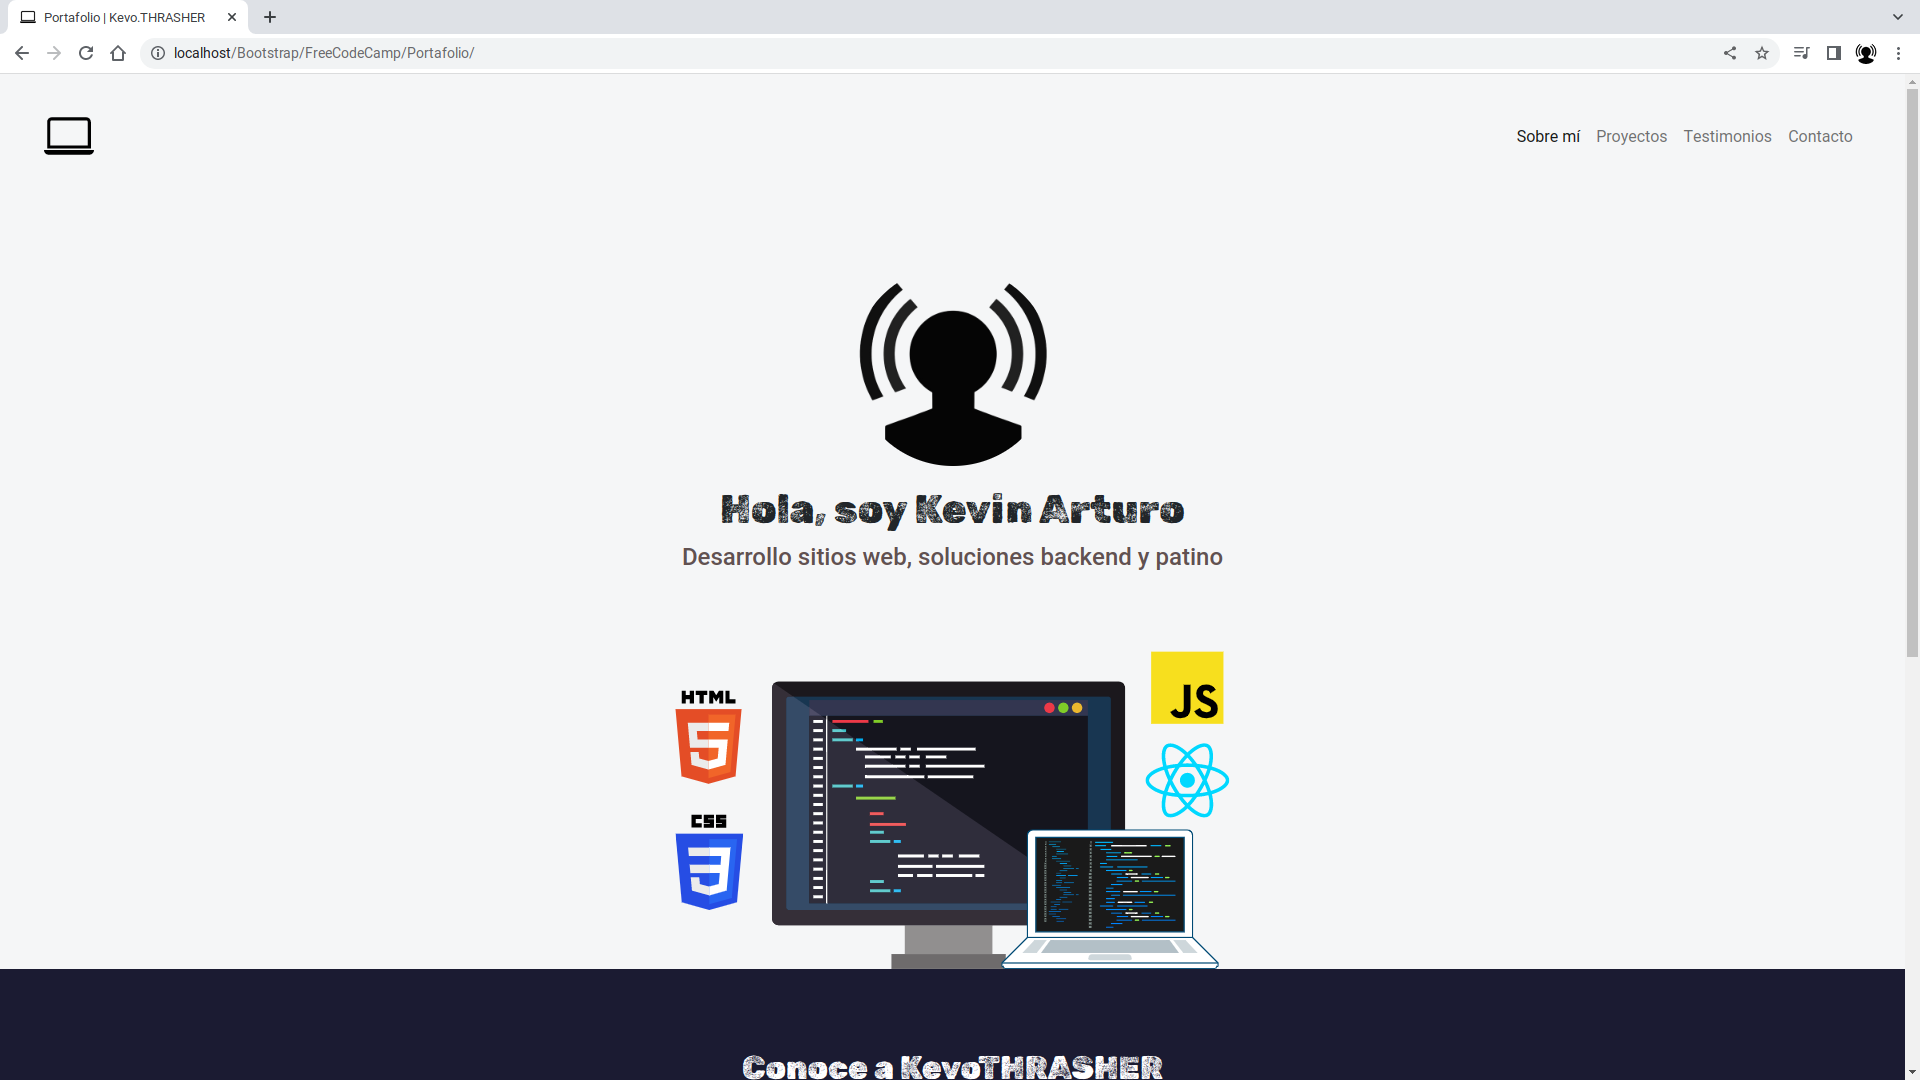 Portafolio | Kevo.THRASHER
localhost/Bootstrap/FreeCodeCamp/Portafolio/
Sobre mí Proyectos Testimonios Contacto
Hola, soy Kevin Arturo
Desarrollo sitios web, soluciones backend y patino
JS
HTML
5
CSS
3
Conoce a KevoTHRASHER